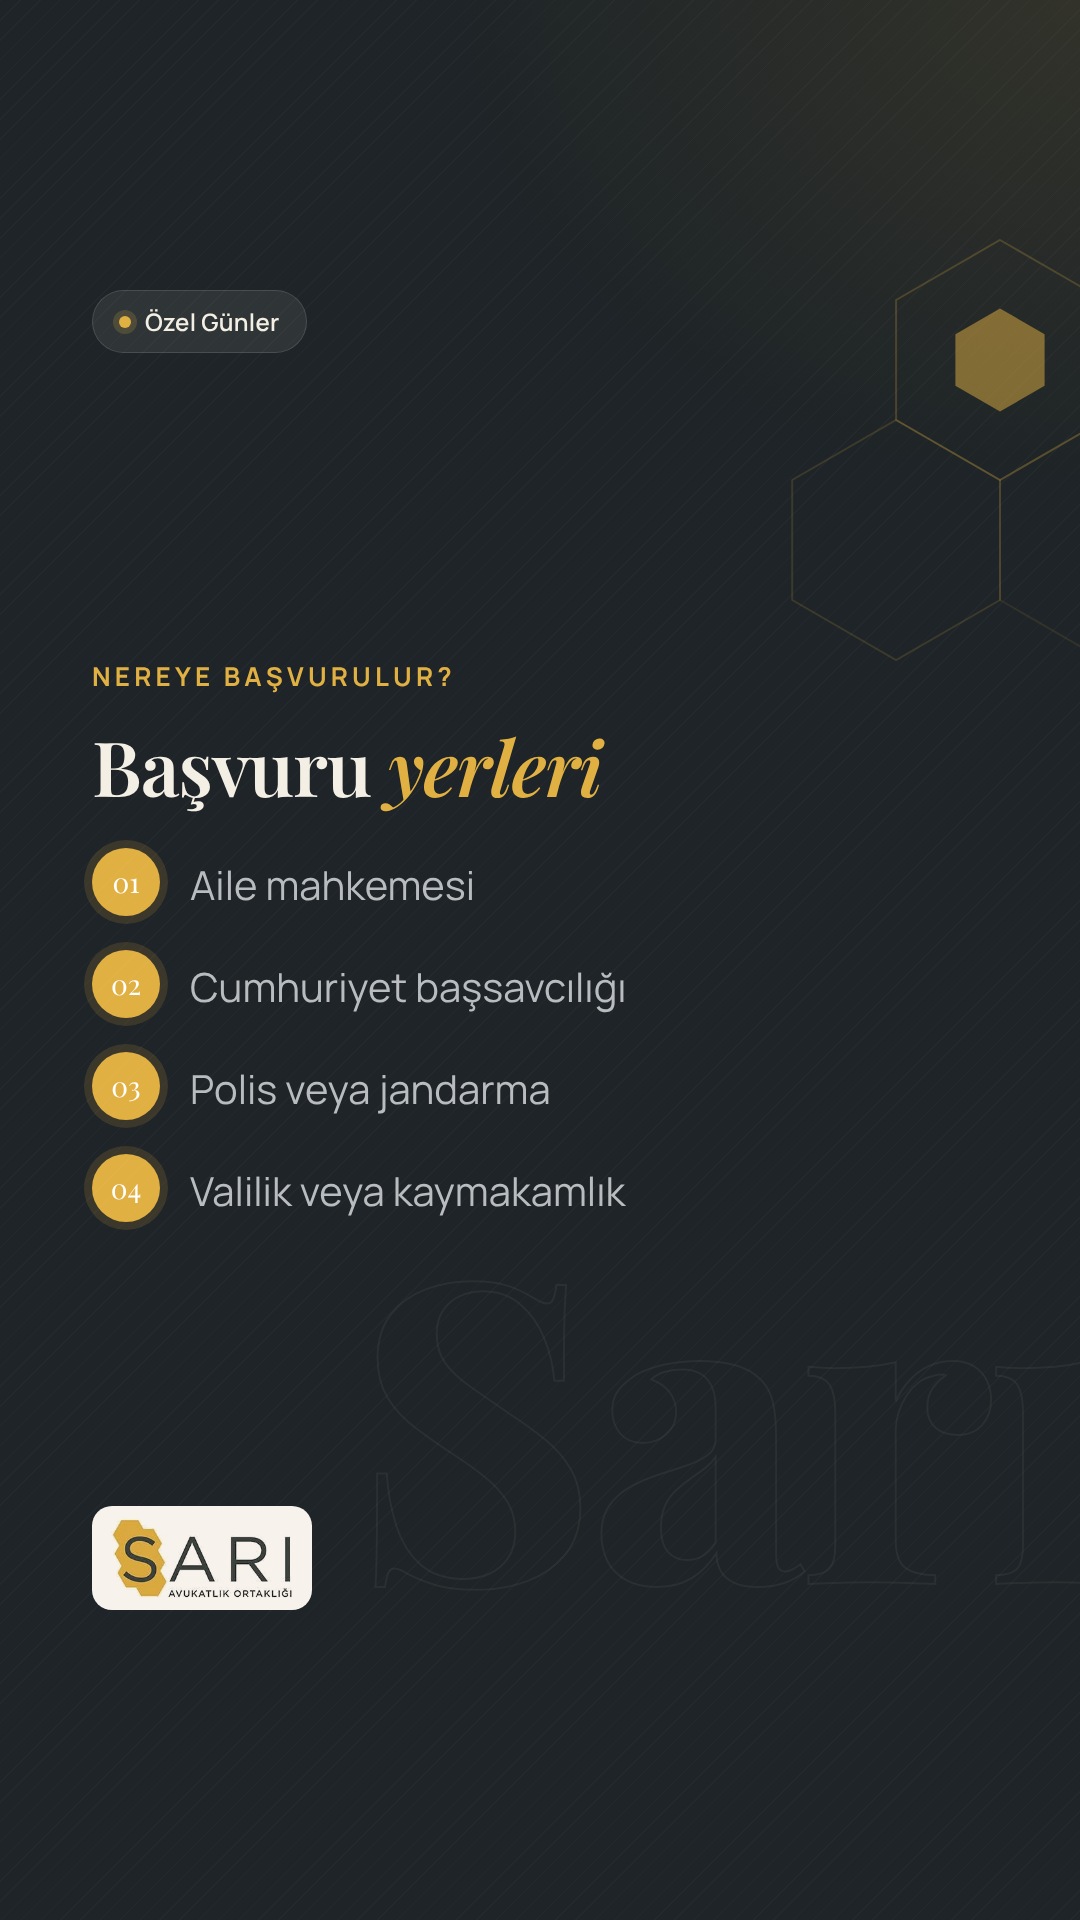 Özel Günler
NEREYE BAŞVURULUR?
Başvuru yerleri
01 Aile mahkemesi
02 Cumhuriyet başsavcılığı
03 Polis veya jandarma
04 Valilik veya kaymakamlık
Sarı
SARI
AVUKATLIK ORTAKLIĞI